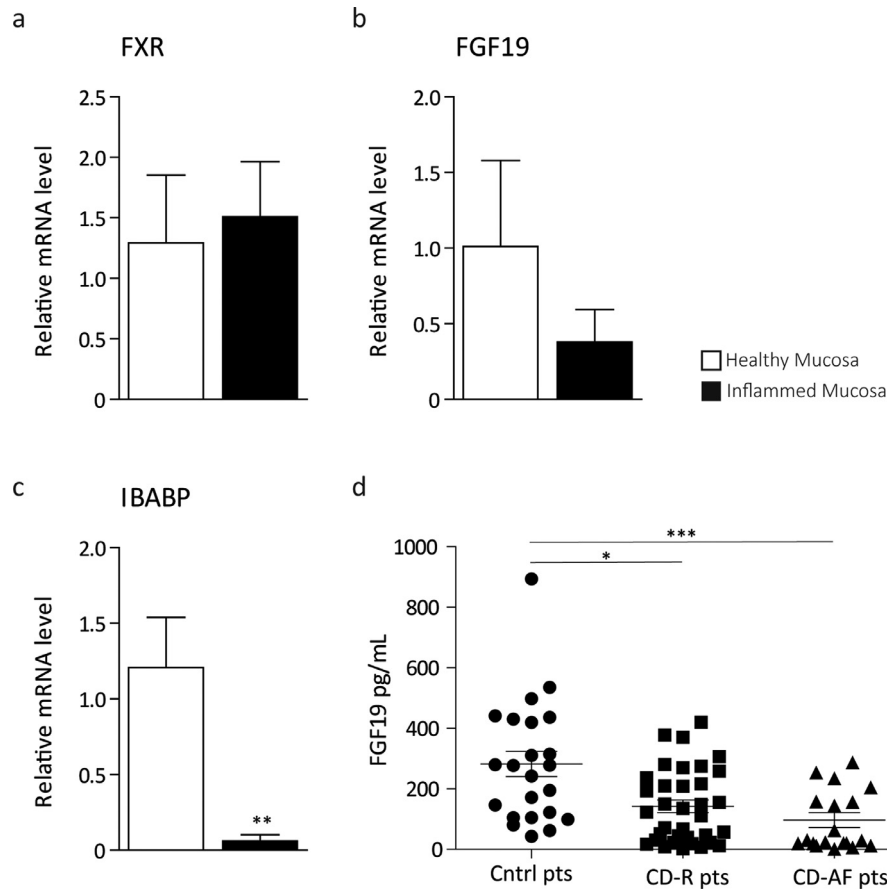 a
FXR
Relative mRNA level
2.5
2.0
1.5
1.0
0.5
0
b
FGF19
Relative mRNA level
2.0
1.5
1.0
0.5
0
Healthy Mucosa
Inflammed Mucosa
c
IBABP
Relative mRNA level
2.0
1.5
1.0
0.5
0
**
d
FGF19 pg/mL
1000
800
600
400
200
0
***
*
Cntrl pts
CD-R pts
CD-AF pts